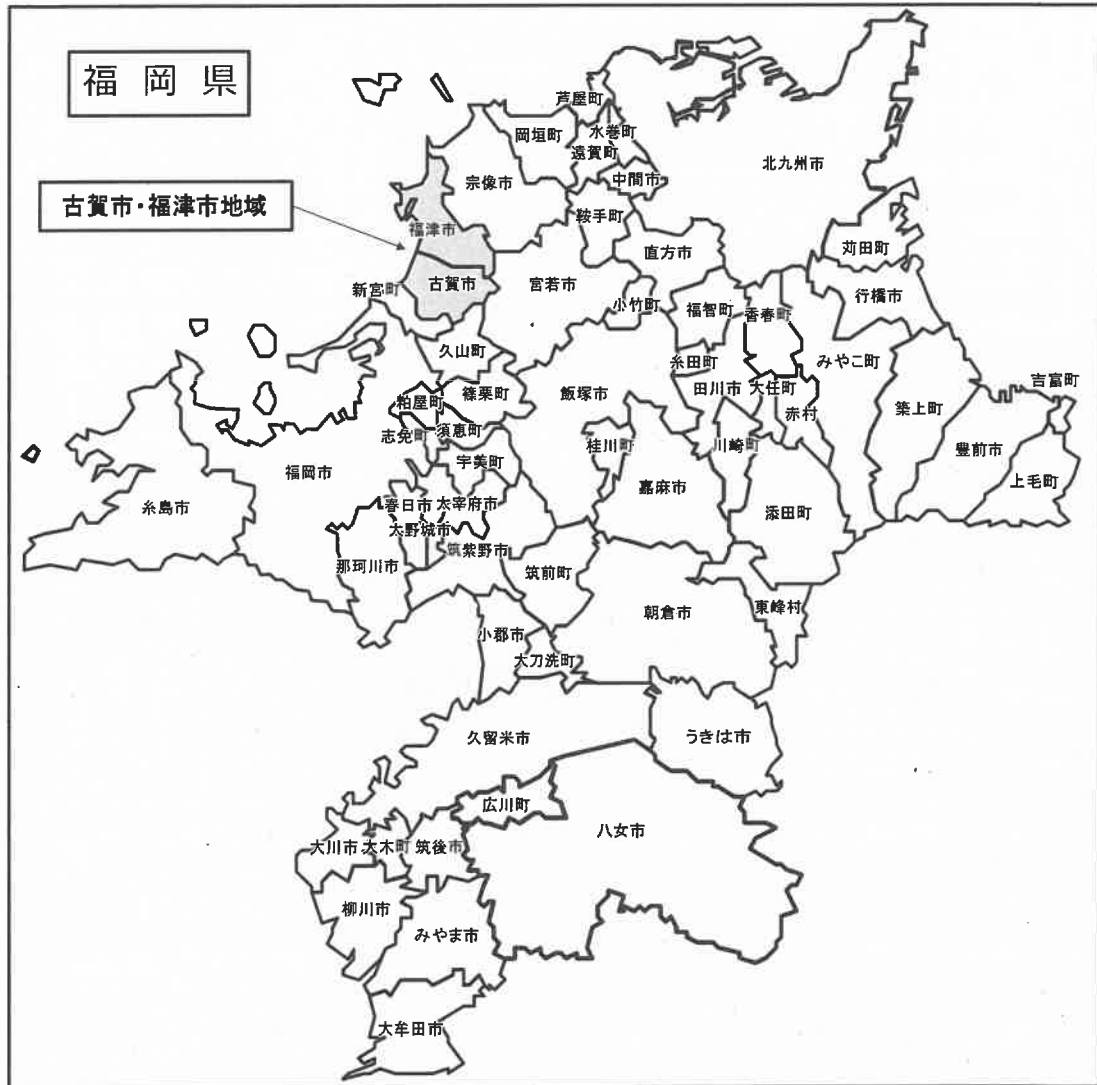 福岡県
芦屋町
岡垣町
水巻町
遠賀町
北九州市
宗像市
中間市
古賀市・福津市地域
鞍手町
福津市
直方市
苅田町
古賀市
宮若市
新宮町
小竹町
福智町
香春町
行橋市
久山町
糸田町
みやこ町
飯塚市
田川市
大任町
吉富町
篠栗町
粕屋町
赤村
築上町
志免町
須恵町
桂川町
川崎町
豊前市
宇美町
福岡市
上毛町
嘉麻市
糸島市
春日市
太宰府市
添田町
大野城市
筑紫野市
那珂川市
筑前町
東峰村
朝倉市
小郡市
大刀洗町
久留米市
うきは市
広川町
八女市
大川市
大木町
筑後市
柳川市
みやま市
大牟田市